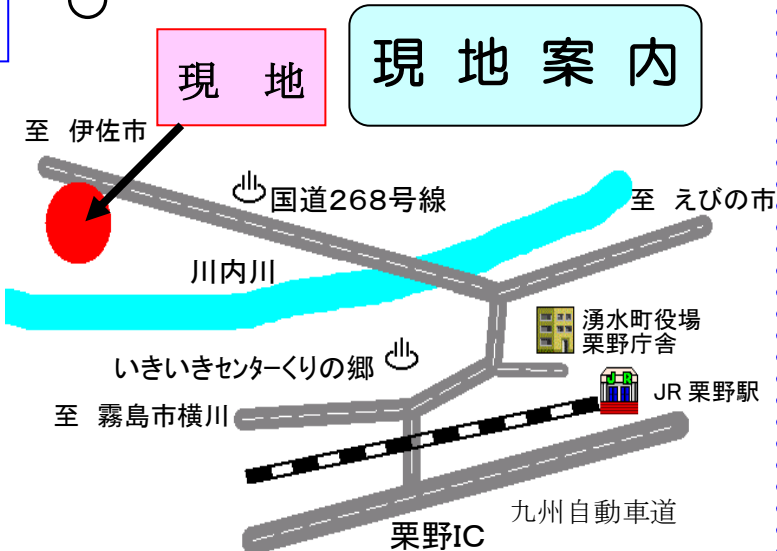 現　地
現 地 案 内
至　伊佐市
国道268号線
至　えびの市
川内川
湧水町役場
栗野庁舎
いきいきセンターくりの郷
JR
JR 栗野駅
至　霧島市横川
九州自動車道
栗野IC